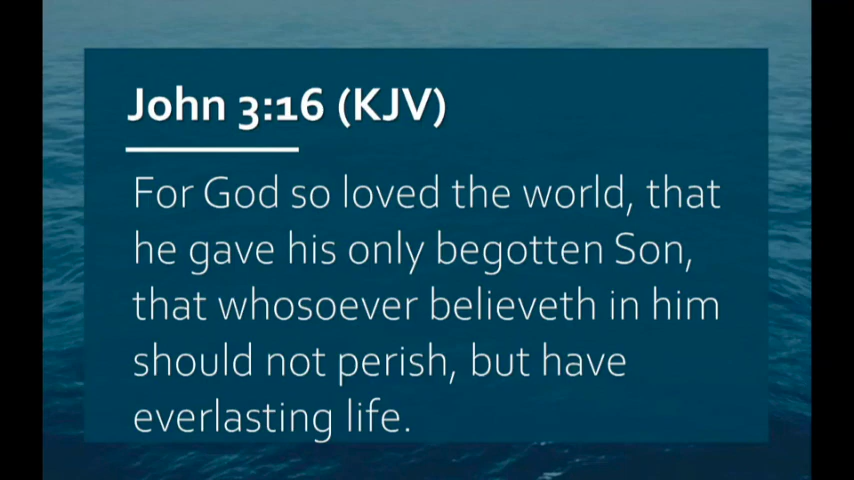 John 3:16 (KJV)
For God so loved the world, that
he gave his only begotten Son,
that whosoever believeth in him
should not perish, but have
everlasting life.